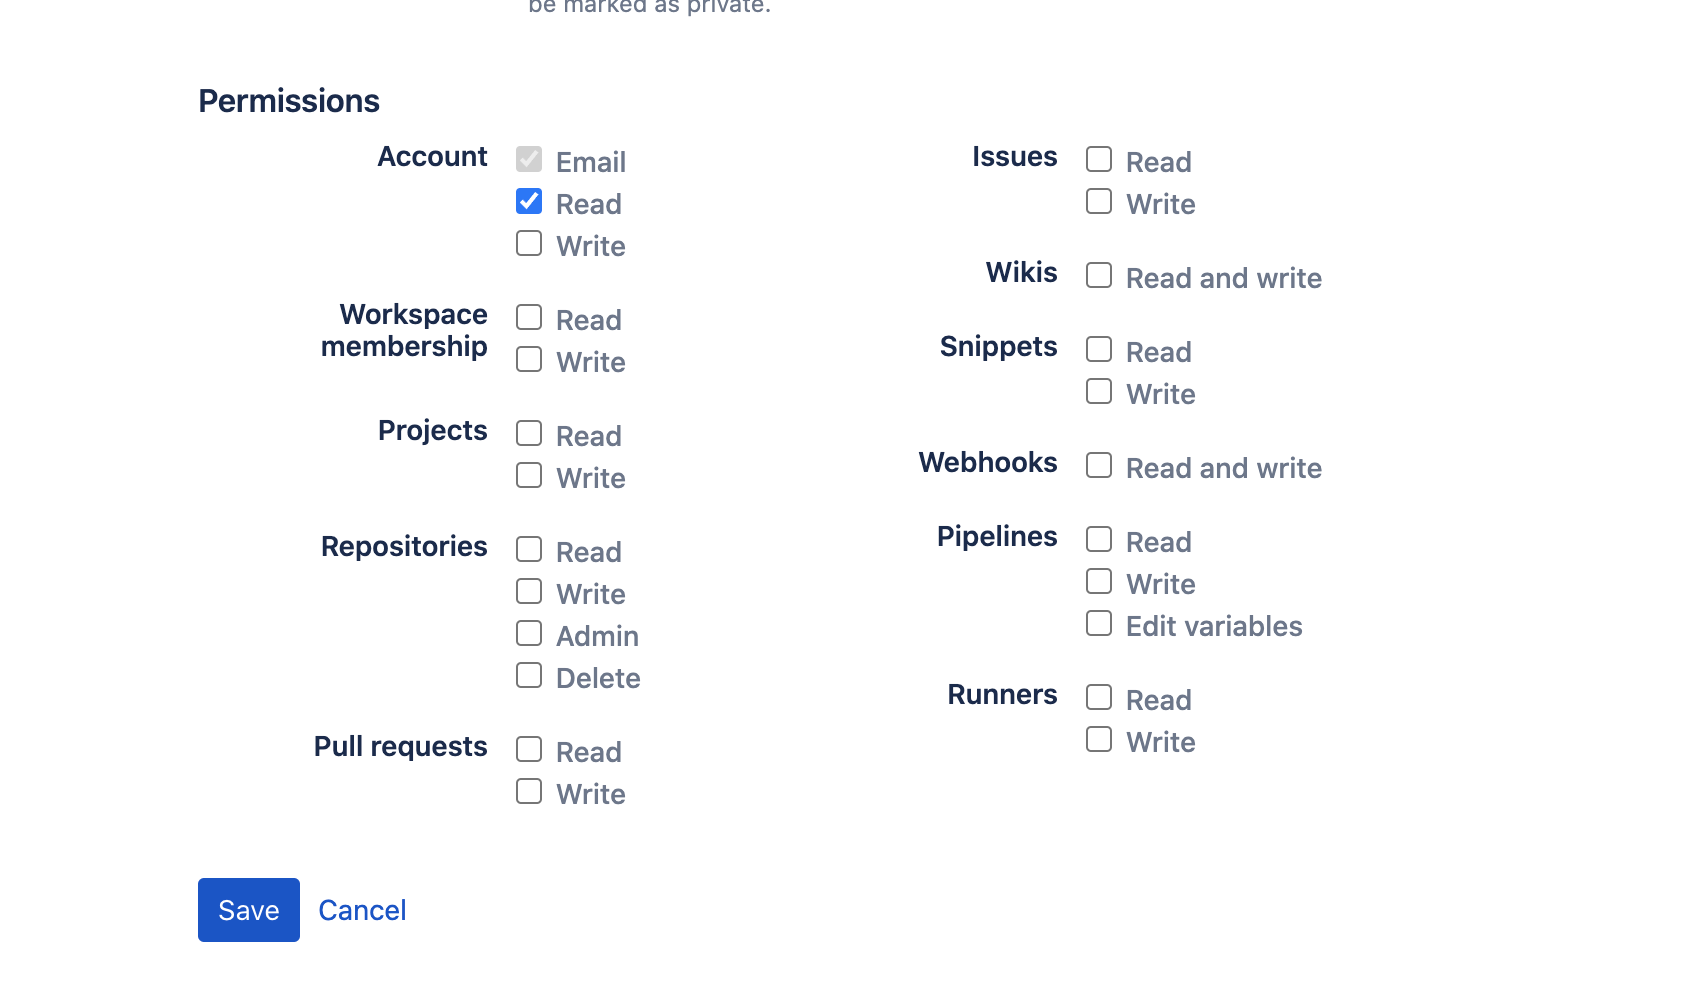 be marked as private.
Permissions
Account
Email
Read
Write
Workspace
membership
Read
Write
Projects
Read
Write
Repositories
Read
Write
Admin
Delete
Pull requests
Read
Write
Issues
Read
Write
Wikis
Read and write
Snippets
Read
Write
Webhooks
Read and write
Pipelines
Read
Write
Edit variables
Runners
Read
Write
Save
Cancel